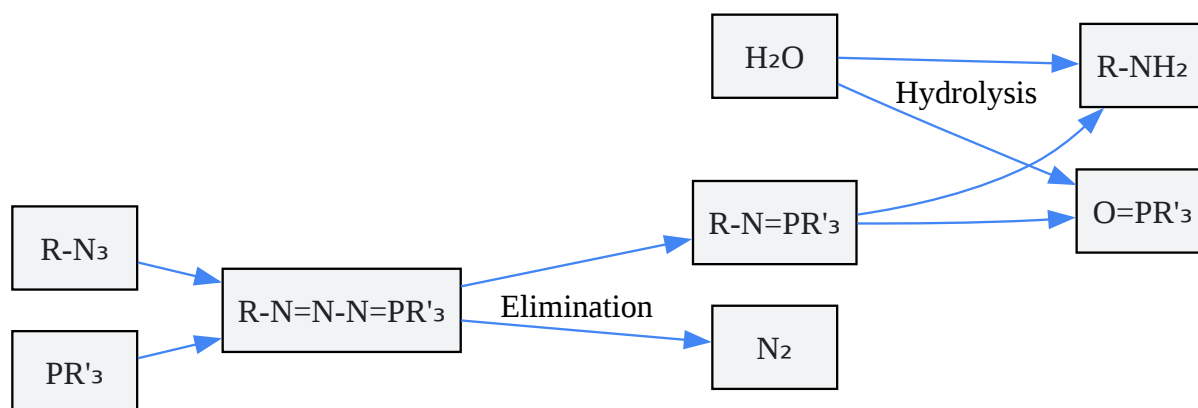 R-N₃
PR'₃
R-N=N-N=PR'₃
Elimination
R-N=PR'₃
N₂
H₂O
Hydrolysis
R-NH₂
O=PR'₃